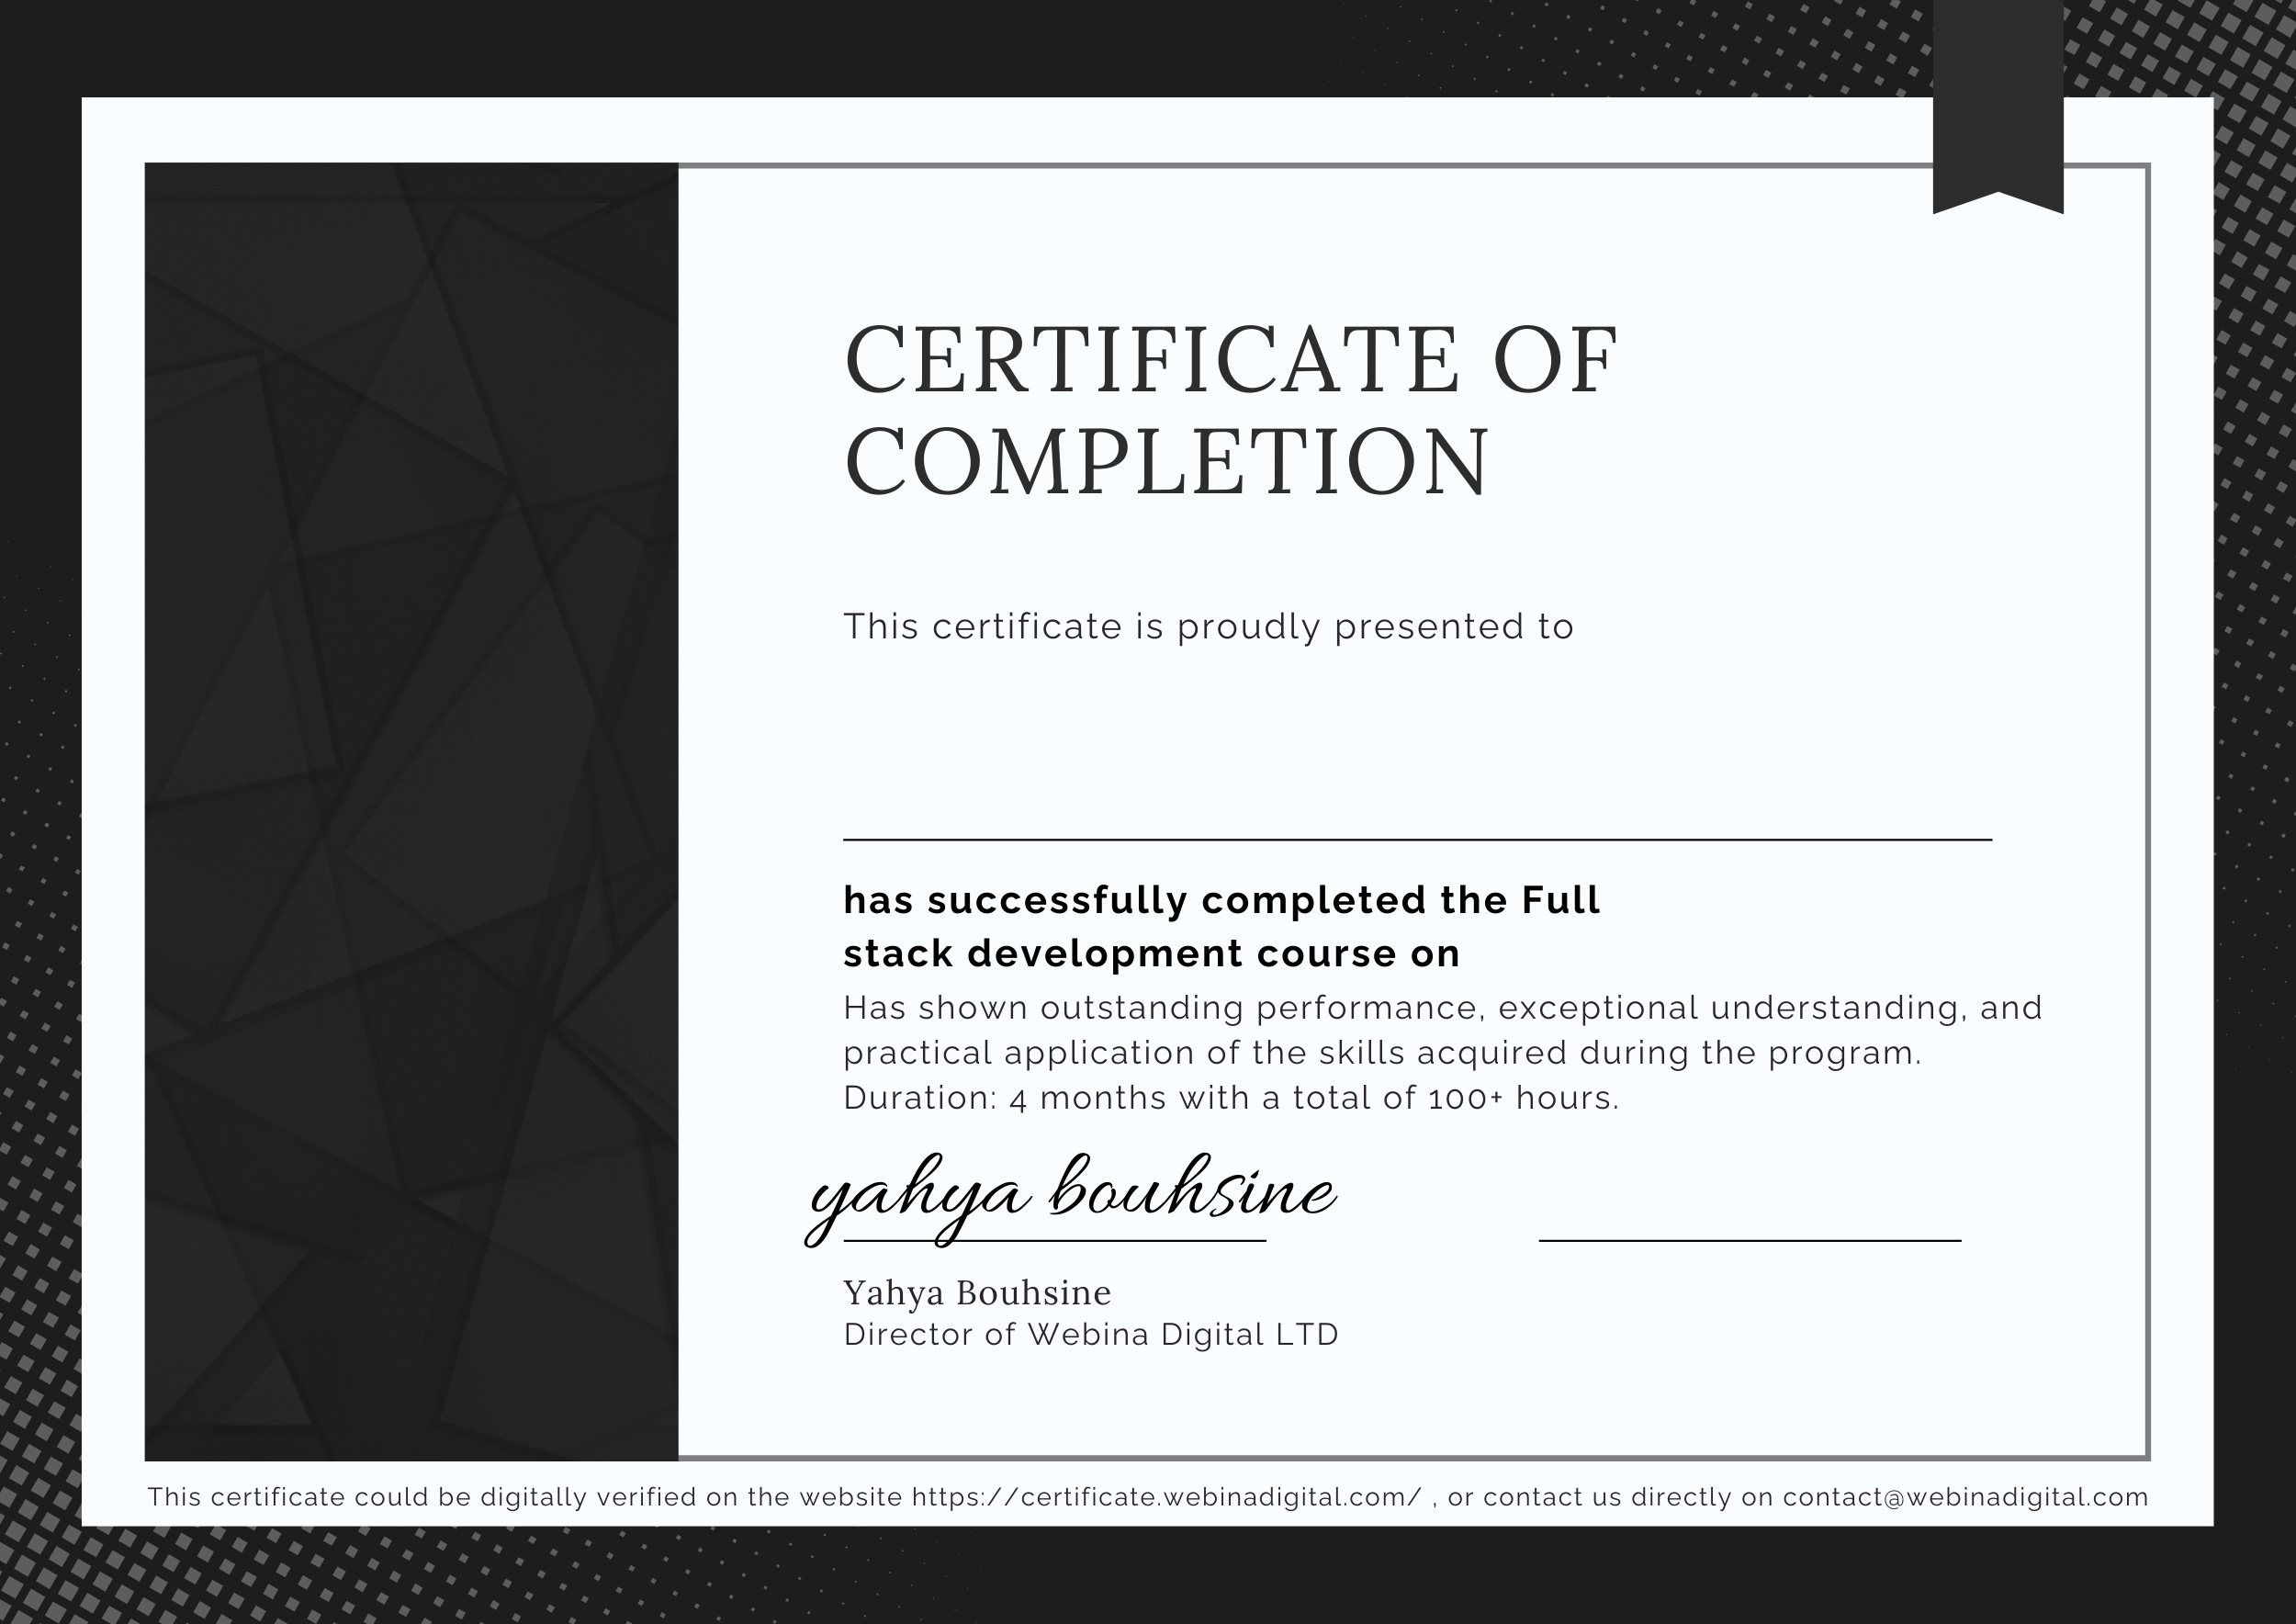 CERTIFICATE OF
COMPLETION
This certificate is proudly presented to
has successfully completed the Full
stack development course on
Has shown outstanding performance, exceptional understanding, and
practical application of the skills acquired during the program.
Duration: 4 months with a total of 100+ hours.
yahya bouhsine
Yahya Bouhsine
Director of Webina Digital LTD
This certificate could be digitally verified on the website https://certificate.webinadigital.com/ , or contact us directly on contact@webinadigital.com